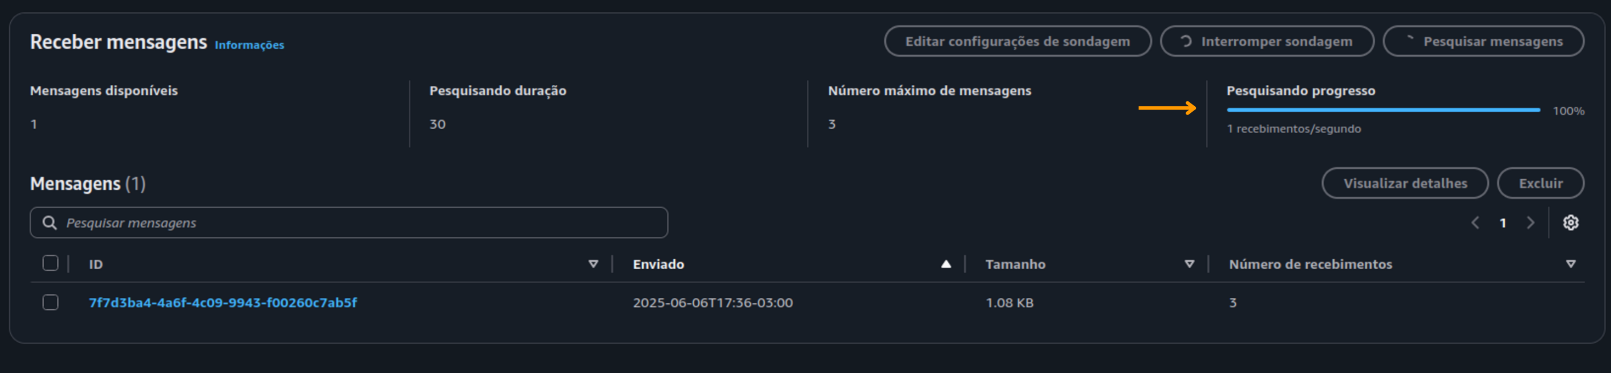 Receber mensagens Informações
Editar configurações de sondagem Interromper sondagem Pesquisar mensagens
Mensagens disponíveis Pesquisando duração Número máximo de mensagens Pesquisando progresso
100%
1 30 3 1 recebimentos/segundo
Mensagens (1) Visualizar detalhes Excluir
Pesquisar mensagens 1
ID Enviado Tamanho Número de recebimentos
7f7d3ba4-4a6f-4c09-9943-f00260c7ab5f 2025-06-06T17:36-03:00 1.08 KB 3